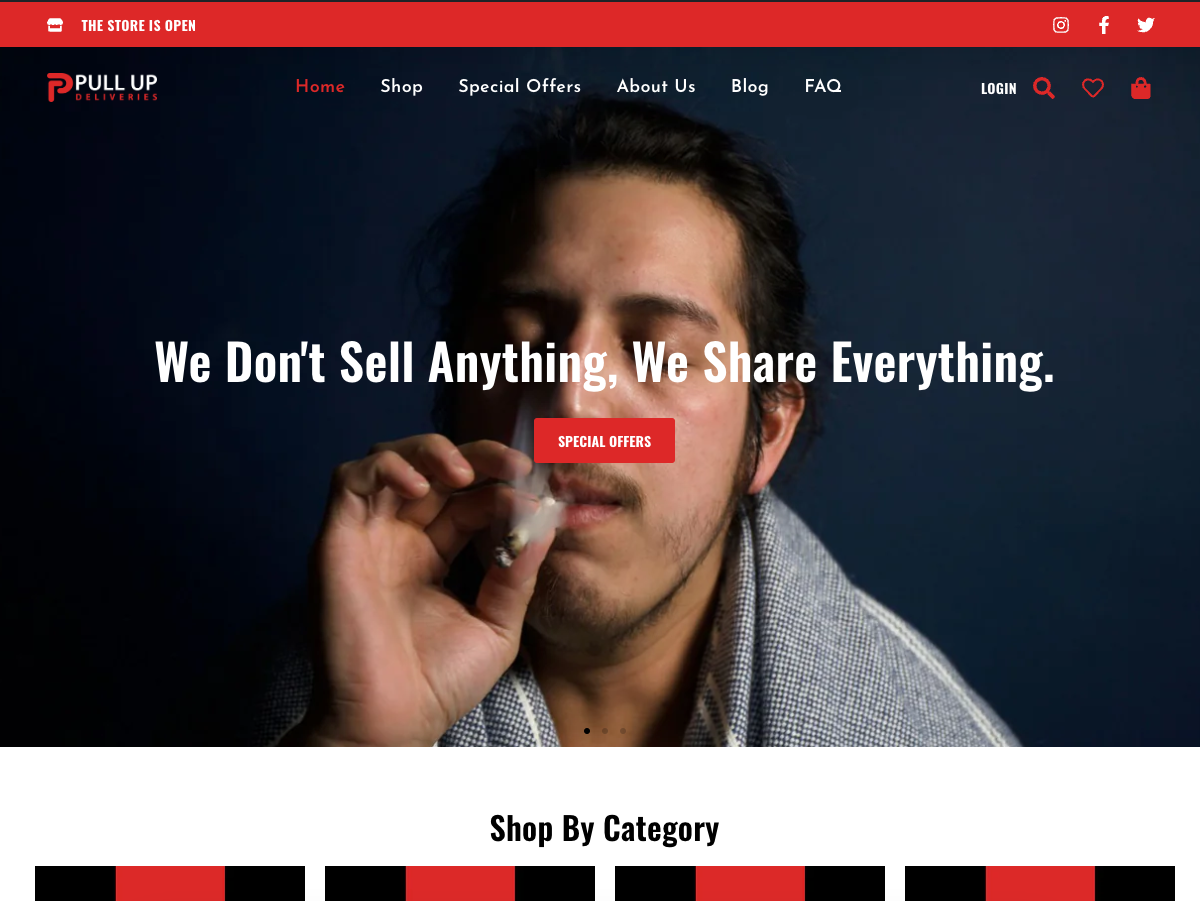 THE STORE IS OPEN
PULL UP
DELIVERIES
Home
Shop
Special Offers
About Us
Blog
FAQ
LOGIN
We Don't Sell Anything, We Share Everything.
SPECIAL OFFERS
Shop By Category